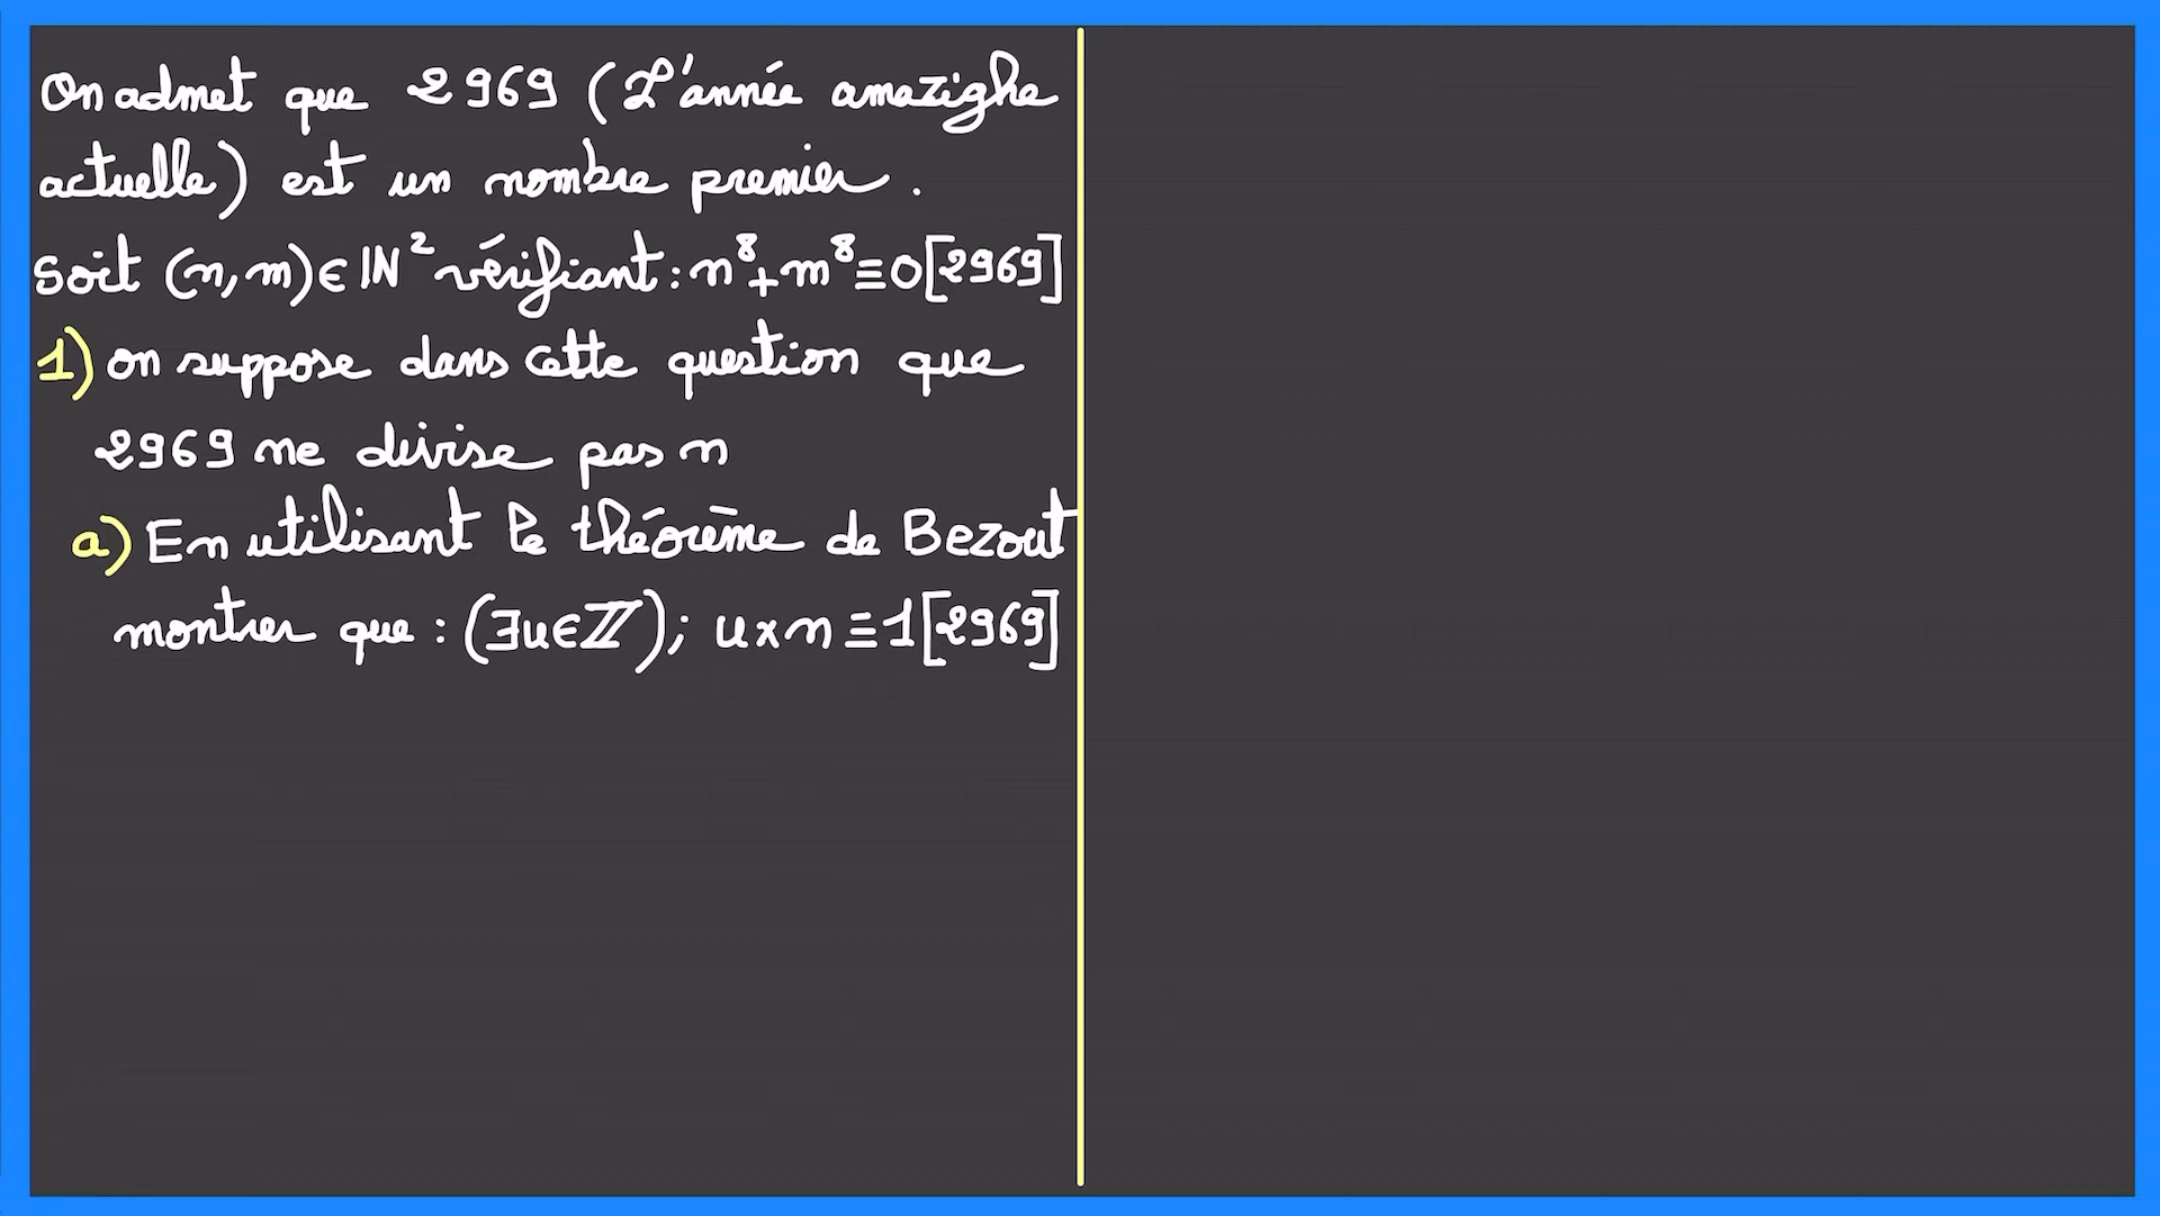 On admet que 2969 (L'année amazighe
actuelle) est un nombre premier.
Soit (n,m)∈ℕ² vérifiant : n⁸+m⁸≡0[2969]
1) on suppose dans cette question que
2969 ne divise pas n
a) En utilisant le théorème de Bezout
montrer que : (∃u∈ℤ); u×n≡1[2969]